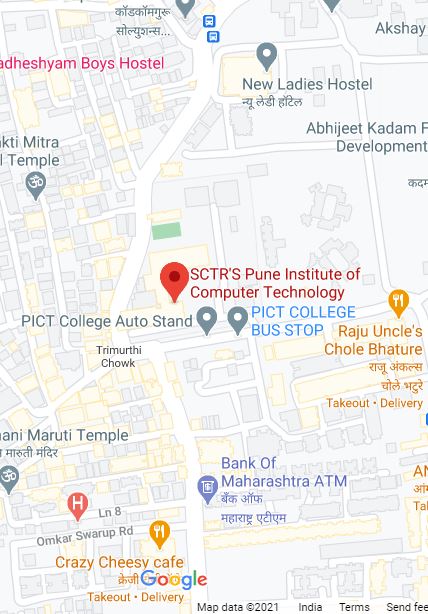 कॉडकॉमगुरू
सोल्युशन्स...
Akshay
adheshyam Boys Hostel
New Ladies Hostel
न्यू लेडी हॉटेल
Abhijeet Kadam F
Development
कदम
kti Mitra
l Temple
SCTR'S Pune Institute of
Computer Technology
PICT College Auto Stand
PICT COLLEGE
BUS STOP
Raju Uncle's
Chole Bhature
राजू अंकल्स
छोले भटुरे
Takeout • Delivery
Trimurthi
Chowk
ani Maruti Temple
मारुती मंदिर
Bank Of
Maharashtra ATM
बँक ऑफ
महाराष्ट्र एटीएम
AN
Takeout • Deliv
H
Ln 8
Omkar Swarup Rd
Crazy Cheesy cafe
Takeout • Delivery
Google
Map data ©2021 India Terms Send fee